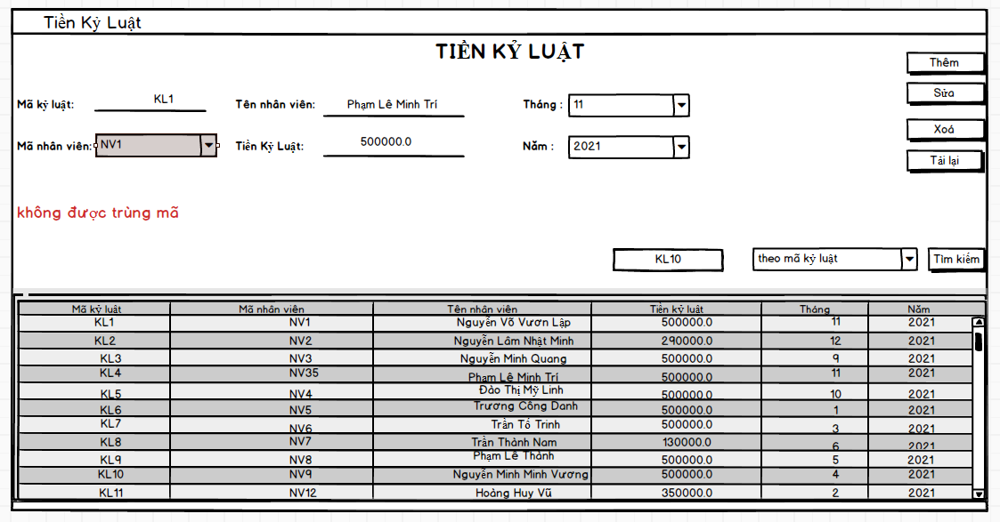 Tiền Kỷ Luật
TIỀN KỶ LUẬT
Thêm
Mã kỷ luật: KL1 Tên nhân viên: Phạm Lê Minh Trí Tháng : 11
Sửa
Xoá
Mã nhân viên: NV1 Tiền Kỷ Luật: 500000.0 Năm : 2021
Tải lại
không được trùng mã
KL10 theo mã kỷ luật Tìm kiếm
Mã kỷ luật Mã nhân viên Tên nhân viên Tiền kỷ luật Tháng Năm
KL1 NV1 Nguyễn Võ Vươn Lập 500000.0 11 2021
KL2 NV2 Nguyễn Lâm Nhật Minh 290000.0 12 2021
KL3 NV3 Nguyễn Minh Quang 500000.0 9 2021
KL4 NV35 Phạm Lê Minh Trí 500000.0 11 2021
KL5 NV4 Đào Thị Mỹ Linh 500000.0 10 2021
KL6 NV5 Trương Công Danh 500000.0 1 2021
KL7 NV6 Trần Tố Trinh 500000.0 3 2021
KL8 NV7 Trần Thành Nam 130000.0 6 2021
KL9 NV8 Phạm Lê Thành 500000.0 5 2021
KL10 NV9 Nguyễn Minh Minh Vương 500000.0 4 2021
KL11 NV12 Hoàng Huy Vũ 350000.0 2 2021